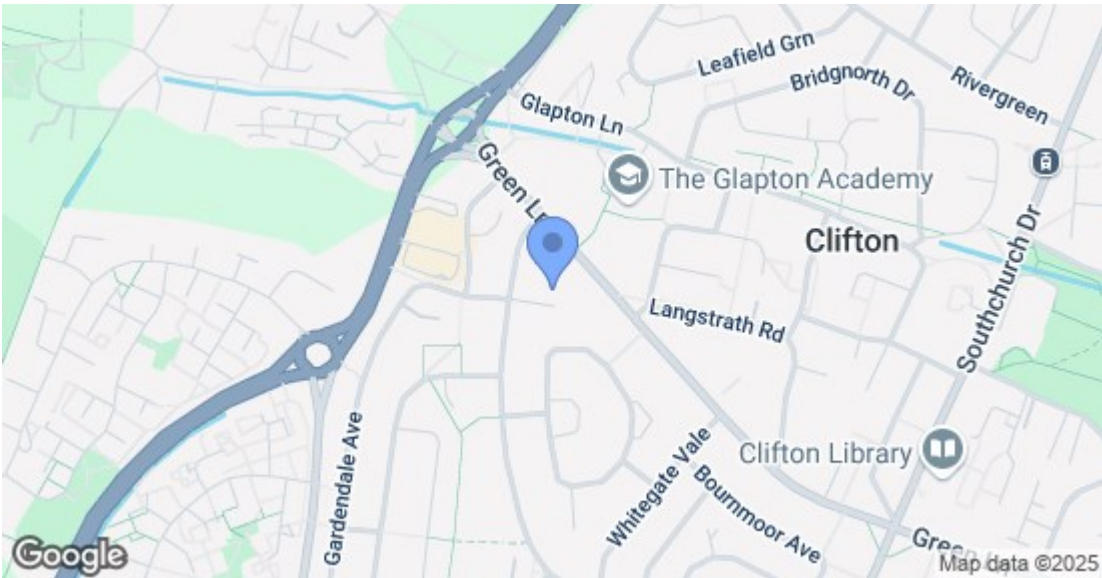 Leafield Grn
Bridgnorth Dr
Rivergreen
Glapton Ln
Green Ln
The Glapton Academy
Clifton
Southchurch Dr
Langstrath Rd
Gardendale Ave
Whitegate Vale
Bournmoor Ave
Clifton Library
Google
Map data ©2025